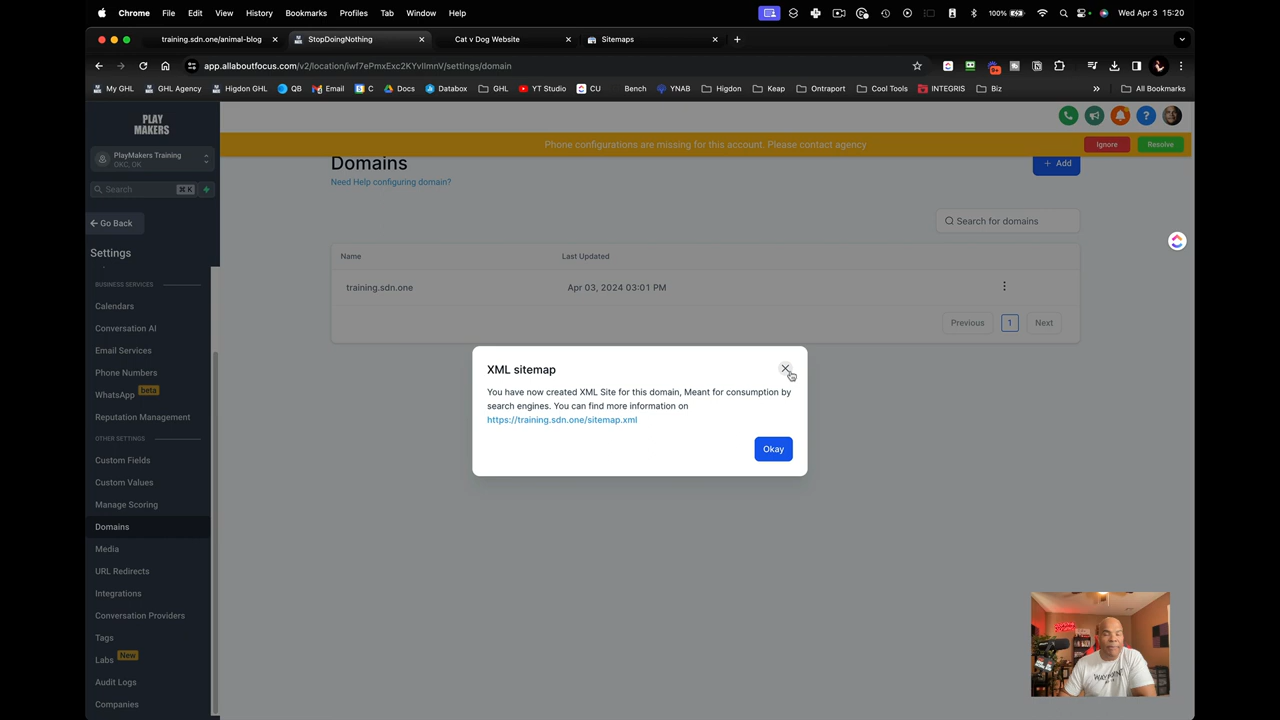 Chrome File Edit View History Bookmarks Profiles Tab Window Help
100% Wed Apr 3 15:20
training.sdn.one/animal-blog
StopDoingNothing
Cat v Dog Website
Sitemaps
app.allaboutfocus.com/v2/location/iwf7ePmxExc2KYvIlmnV/settings/domain
My GHL GHL Agency Higdon GHL QB Email C Docs Databox GHL YT Studio CU Bench YNAB Higdon Keap Ontraport Cool Tools INTEGRIS Biz All Bookmarks
PLAY
MAKERS
PlayMakers Training
OKC, OK
Search ⌘ K
Go Back
Settings
BUSINESS SERVICES
Calendars
Conversation AI
Email Services
Phone Numbers
WhatsApp beta
Reputation Management
OTHER SETTINGS
Custom Fields
Custom Values
Manage Scoring
Domains
Media
URL Redirects
Integrations
Conversation Providers
Tags
Labs New
Audit Logs
Companies
Phone configurations are missing for this account. Please contact agency
Ignore
Resolve
Domains
+ Add
Need Help configuring domain?
Search for domains
Name Last Updated
training.sdn.one Apr 03, 2024 03:01 PM
Previous 1 Next
XML sitemap
You have now created XML Site for this domain, Meant for consumption by
search engines. You can find more information on
https://training.sdn.one/sitemap.xml
Okay